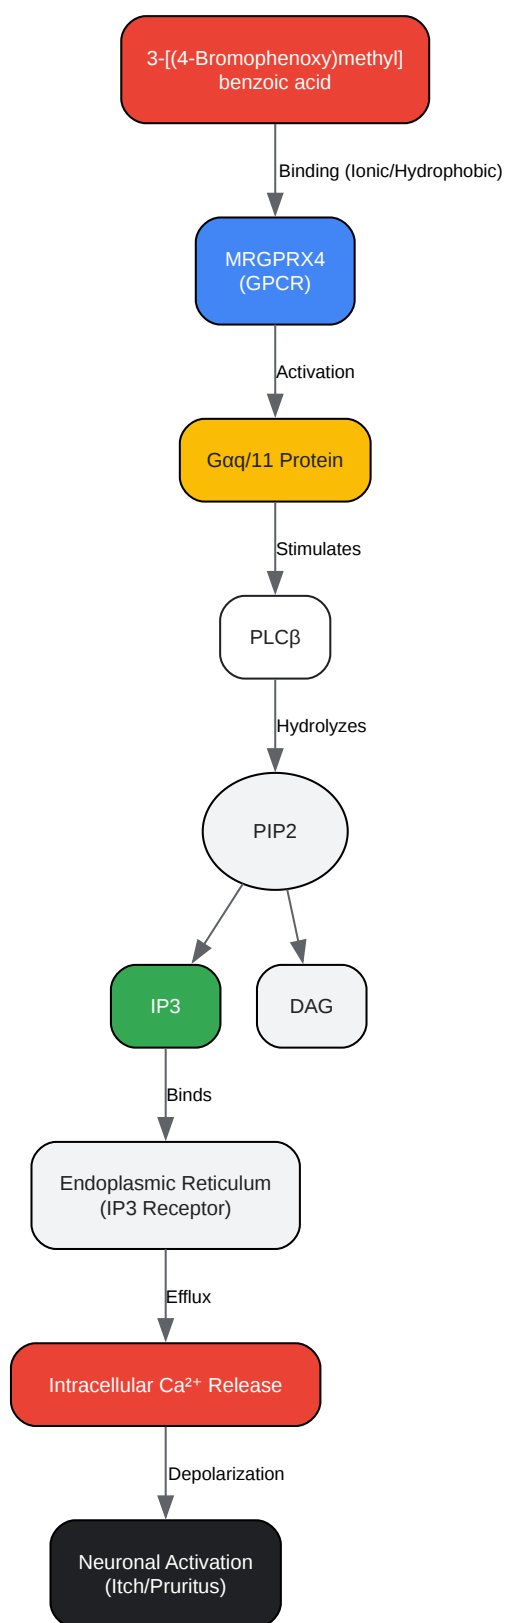 3-[(4-Bromophenoxy)methyl]
benzoic acid
Binding (Ionic/Hydrophobic)
MRGPRX4
(GPCR)
Activation
Gαq/11 Protein
Stimulates
PLCβ
Hydrolyzes
PIP2
IP3
DAG
Binds
Endoplasmic Reticulum
(IP3 Receptor)
Efflux
Intracellular Ca²⁺ Release
Depolarization
Neuronal Activation
(Itch/Pruritus)